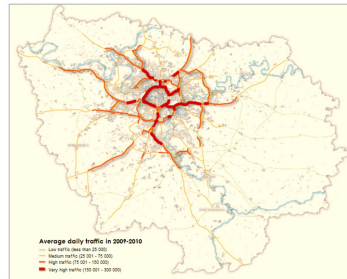 Average daily traffic in 2009-2010
Low traffic (less than 25 000)
Medium traffic (25 001 - 75 000)
High traffic (75 001 - 150 000)
Very high traffic (150 001 - 300 000)